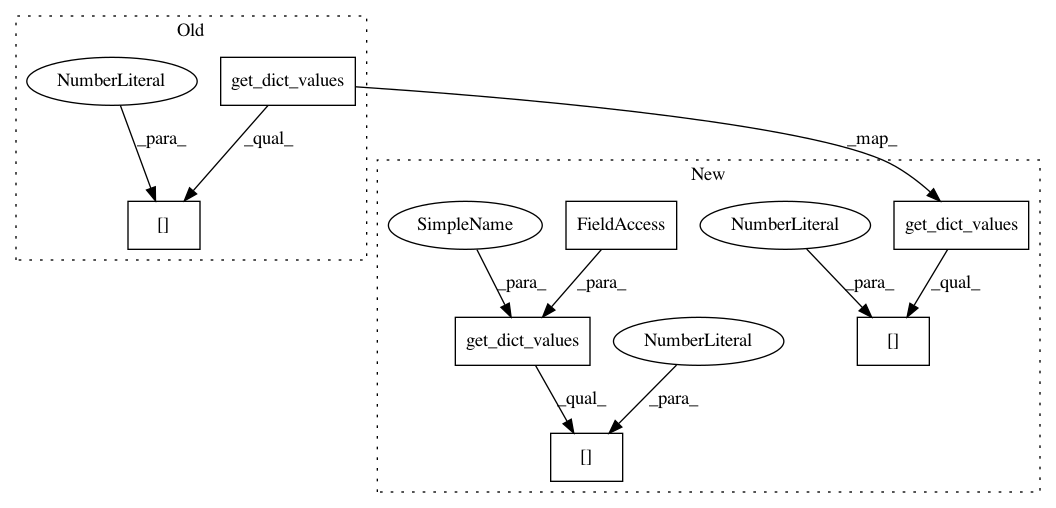 Old
NumberLiteral
get_dict_values
_para_
_qual_
_map_
[]
New
SimpleName
FieldAccess
NumberLiteral
get_dict_values
_para_
_para_
_para_
_qual_
get_dict_values
NumberLiteral
[]
_qual_
_para_
[]